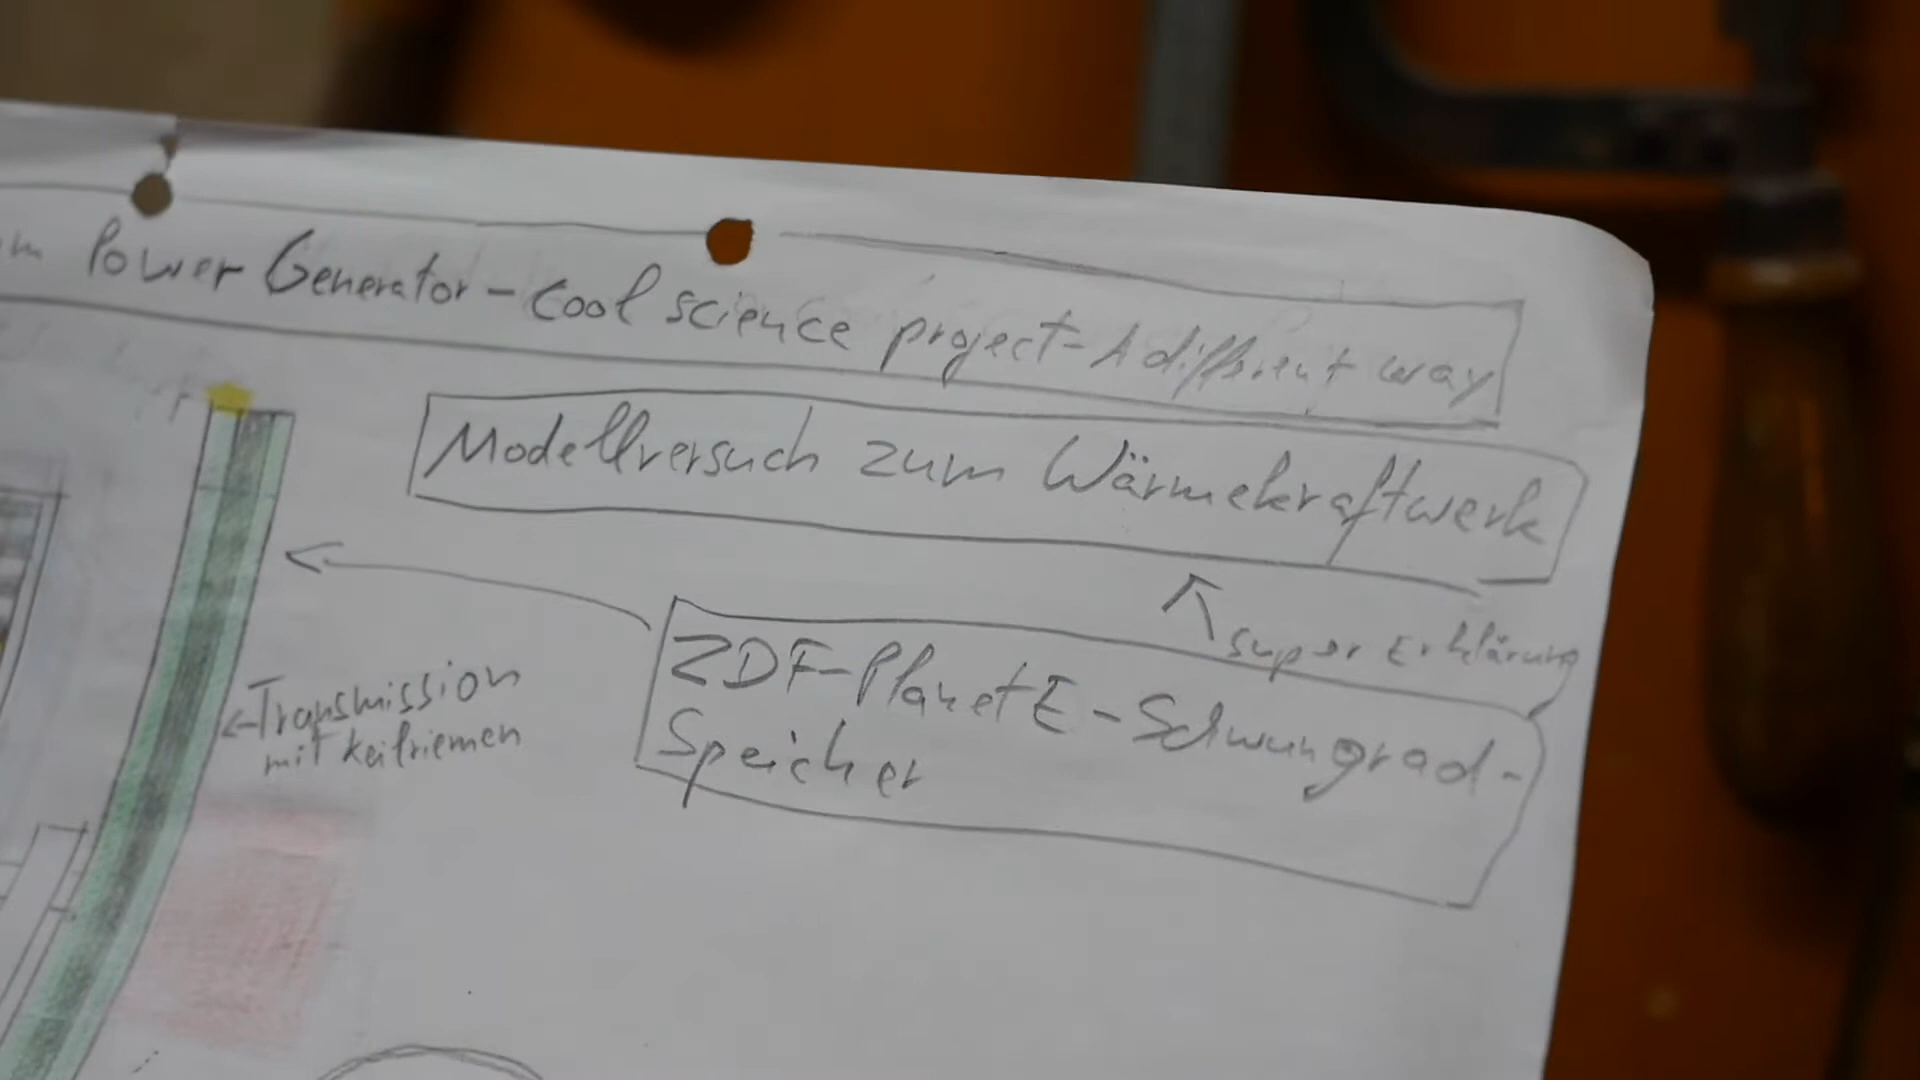 Power Generator - cool science project - A different way
Modellversuch zum Wärmekraftwerk
super Erklärung
ZDF-PlanetE-Schwungrad-
Speicher
Transmission
mit Keilriemen